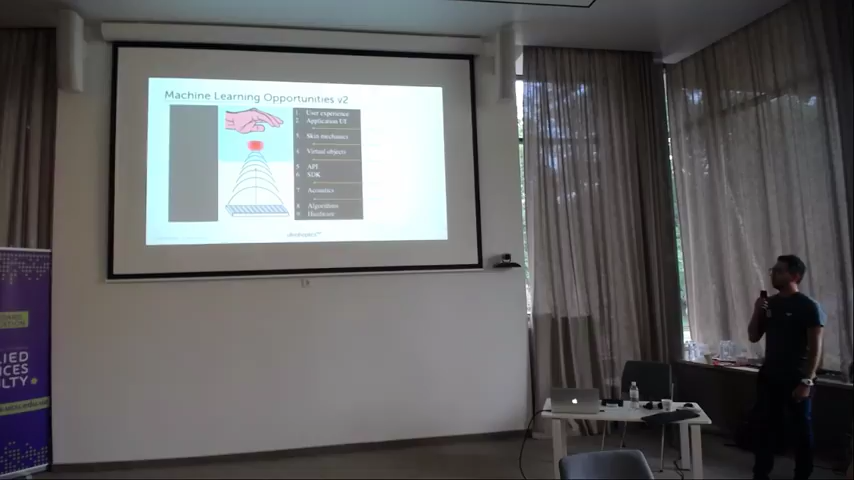 Machine Learning Opportunities v2
1. User experience
2. Application UI
3. Skin mechanics
4. Virtual objects
5 API
6 SDK
7 Acoustics
8 Algorithms
9 Hardware
LIED
NCES
LTY.